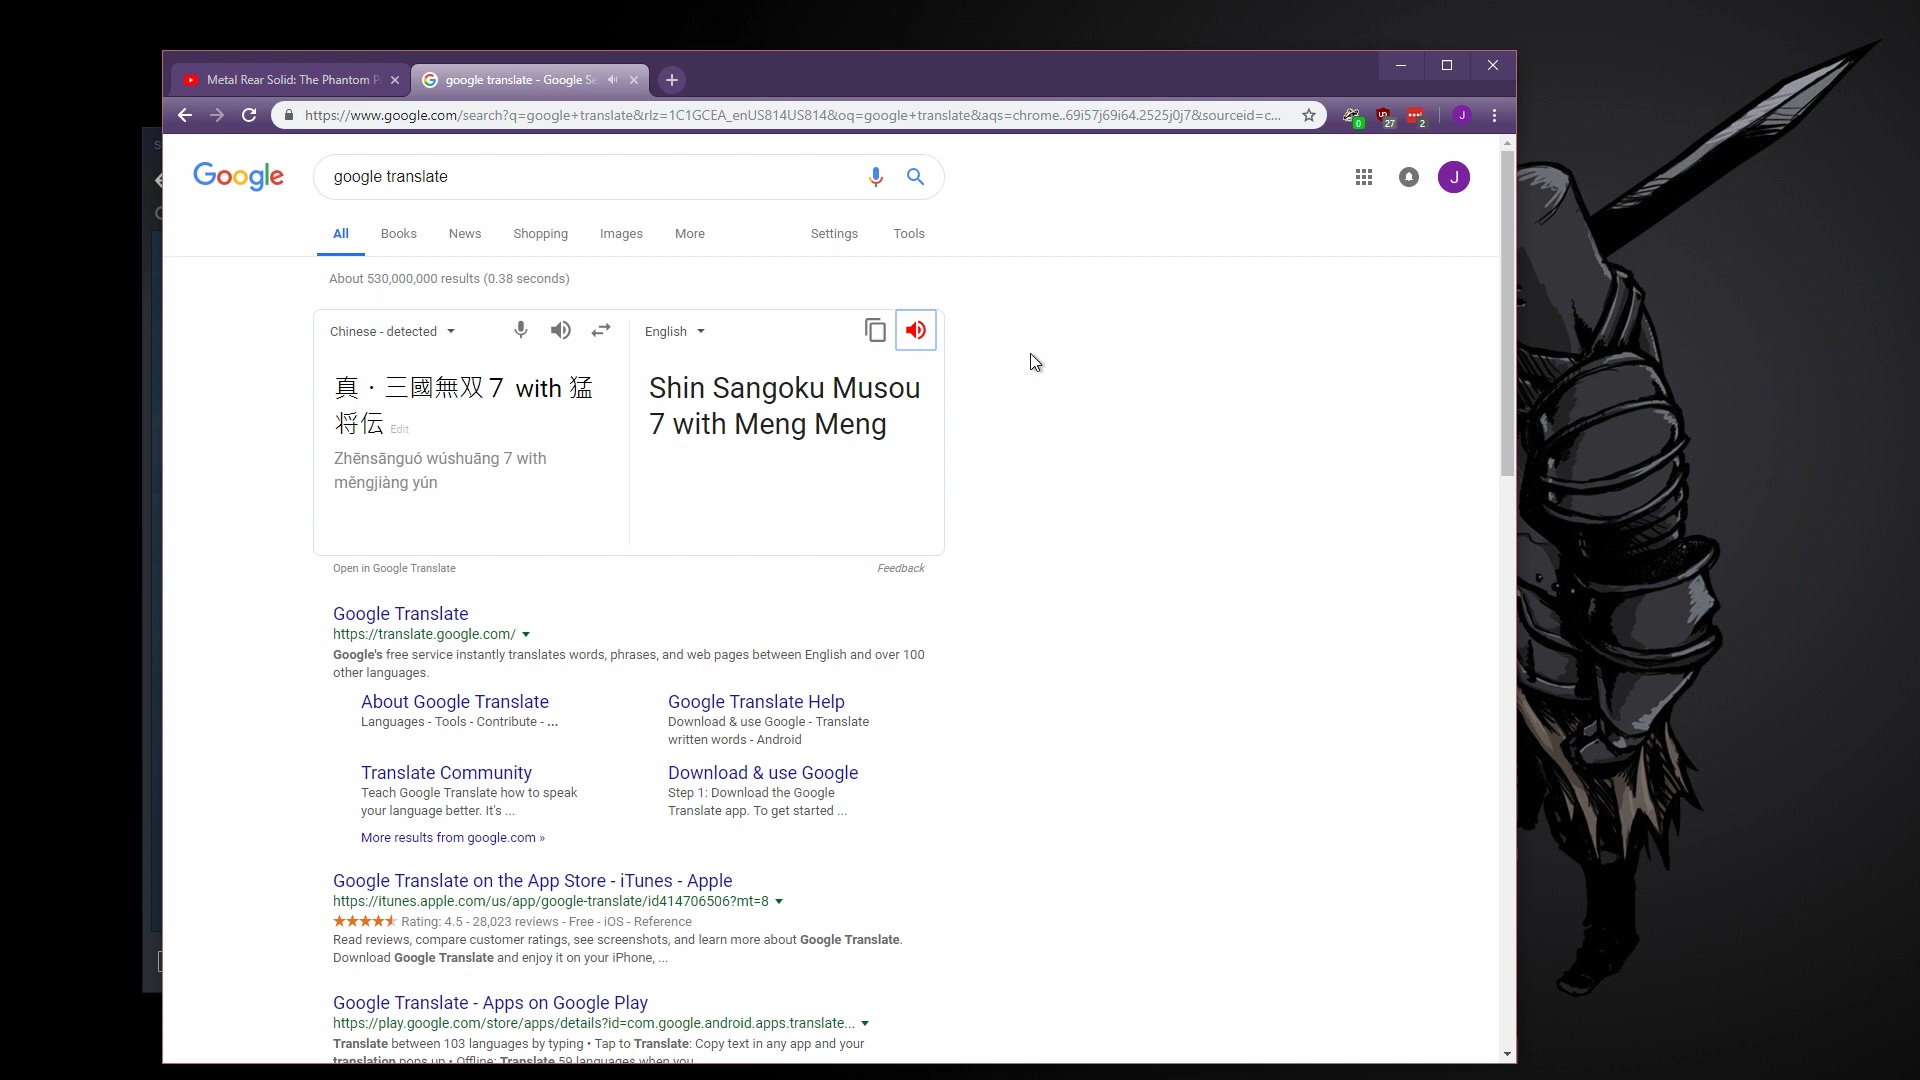 Metal Rear Solid: The Phantom P
google translate - Google Se
https://www.google.com/search?q=google+translate&rlz=1C1GCEA_enUS814US814&oq=google+translate&aqs=chrome..69i57j69i64.2525j0j7&sourceid=c...
0
27
2
J
Google
google translate
J
All Books News Shopping Images More Settings Tools
About 530,000,000 results (0.38 seconds)
Chinese - detected
English
真・三國無双７ with 猛
将伝 Edit
Zhēnsānguó wúshuāng 7 with
měngjiàng yún
Shin Sangoku Musou
7 with Meng Meng
Open in Google Translate
Feedback
Google Translate
https://translate.google.com/
Google's free service instantly translates words, phrases, and web pages between English and over 100
other languages.
About Google Translate
Languages - Tools - Contribute - ...
Google Translate Help
Download & use Google - Translate
written words - Android
Translate Community
Teach Google Translate how to speak
your language better. It's ...
Download & use Google
Step 1: Download the Google
Translate app. To get started ...
More results from google.com »
Google Translate on the App Store - iTunes - Apple
https://itunes.apple.com/us/app/google-translate/id414706506?mt=8
Rating: 4.5 - 28,023 reviews - Free - iOS - Reference
Read reviews, compare customer ratings, see screenshots, and learn more about Google Translate.
Download Google Translate and enjoy it on your iPhone, ...
Google Translate - Apps on Google Play
https://play.google.com/store/apps/details?id=com.google.android.apps.translate...
Translate between 103 languages by typing • Tap to Translate: Copy text in any app and your
translation pops up • Offline: Translate 59 languages when you